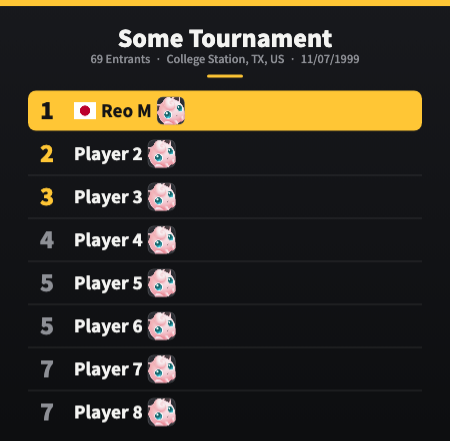 Some Tournament
69 Entrants · College Station, TX, US · 11/07/1999
1 Reo M
2 Player 2
3 Player 3
4 Player 4
5 Player 5
5 Player 6
7 Player 7
7 Player 8